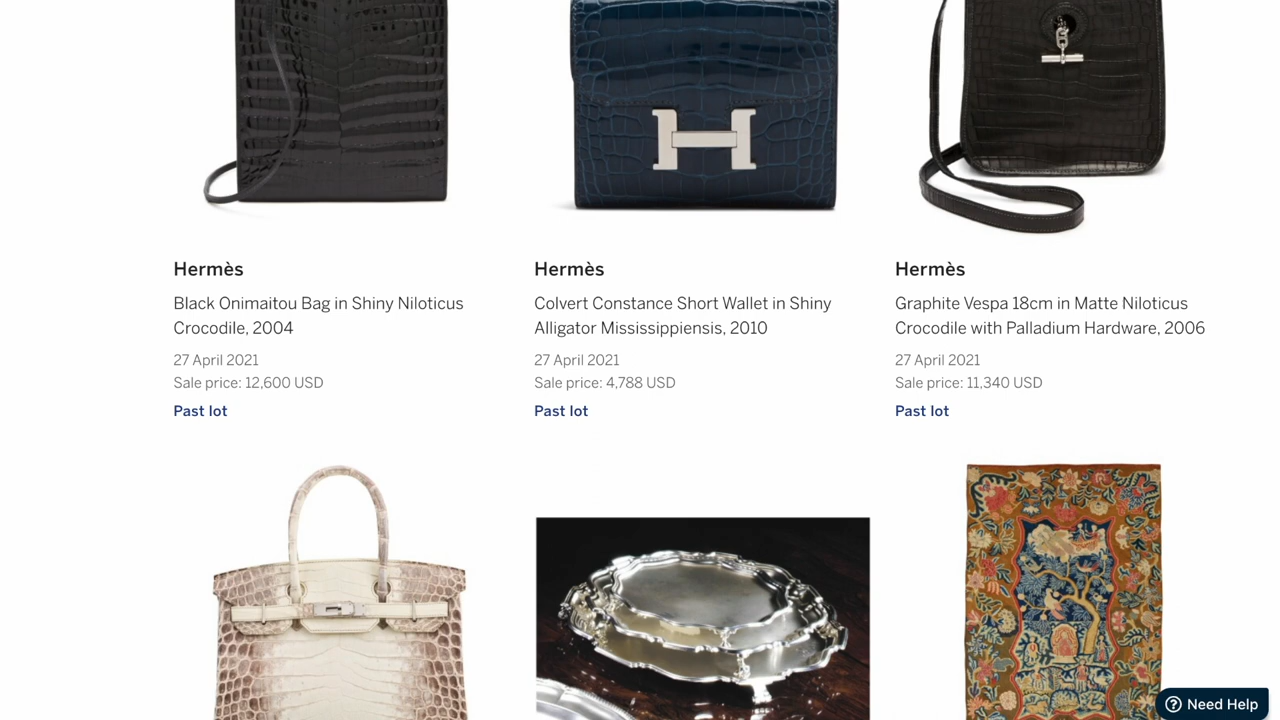 Hermès
Black Onimaitou Bag in Shiny Niloticus
Crocodile, 2004
27 April 2021
Sale price: 12,600 USD
Past lot
Hermès
Colvert Constance Short Wallet in Shiny
Alligator Mississippiensis, 2010
27 April 2021
Sale price: 4,788 USD
Past lot
Hermès
Graphite Vespa 18cm in Matte Niloticus
Crocodile with Palladium Hardware, 2006
27 April 2021
Sale price: 11,340 USD
Past lot
Need Help